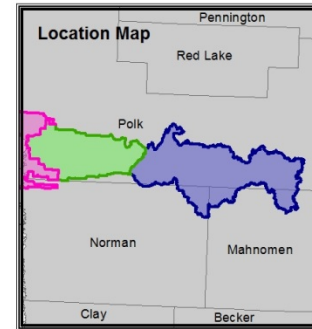 Pennington
Location Map
Red Lake
Polk
Norman
Mahnomen
Clay
Becker